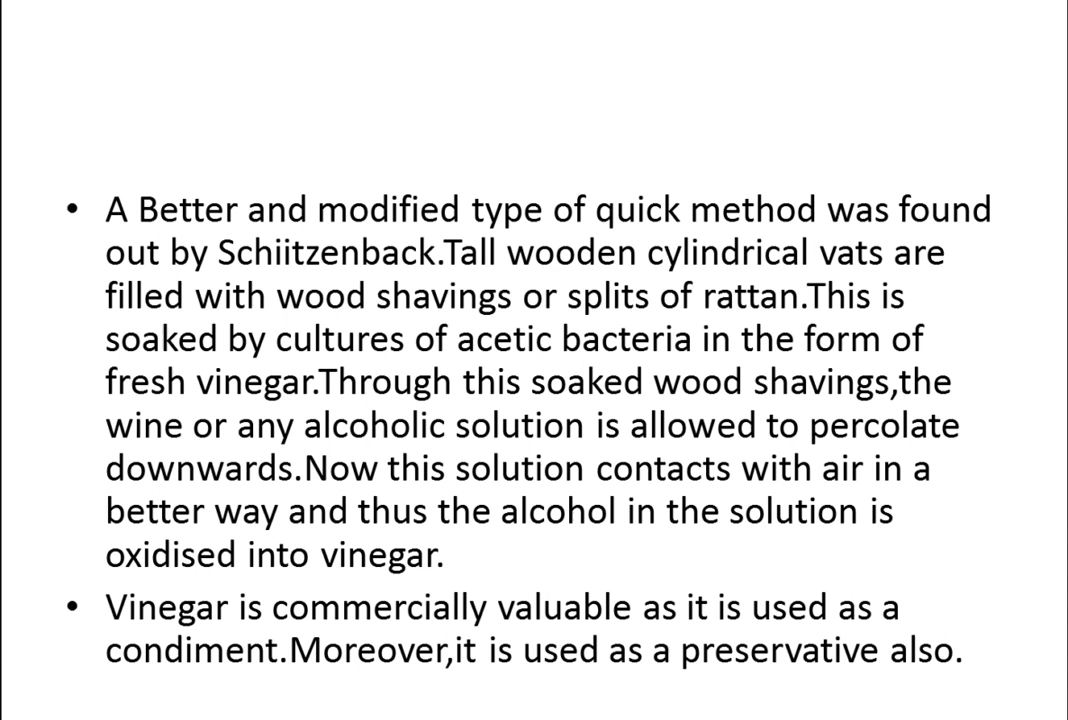 • A Better and modified type of quick method was found
out by Schiitzenback.Tall wooden cylindrical vats are
filled with wood shavings or splits of rattan.This is
soaked by cultures of acetic bacteria in the form of
fresh vinegar.Through this soaked wood shavings,the
wine or any alcoholic solution is allowed to percolate
downwards.Now this solution contacts with air in a
better way and thus the alcohol in the solution is
oxidised into vinegar.
• Vinegar is commercially valuable as it is used as a
condiment.Moreover,it is used as a preservative also.